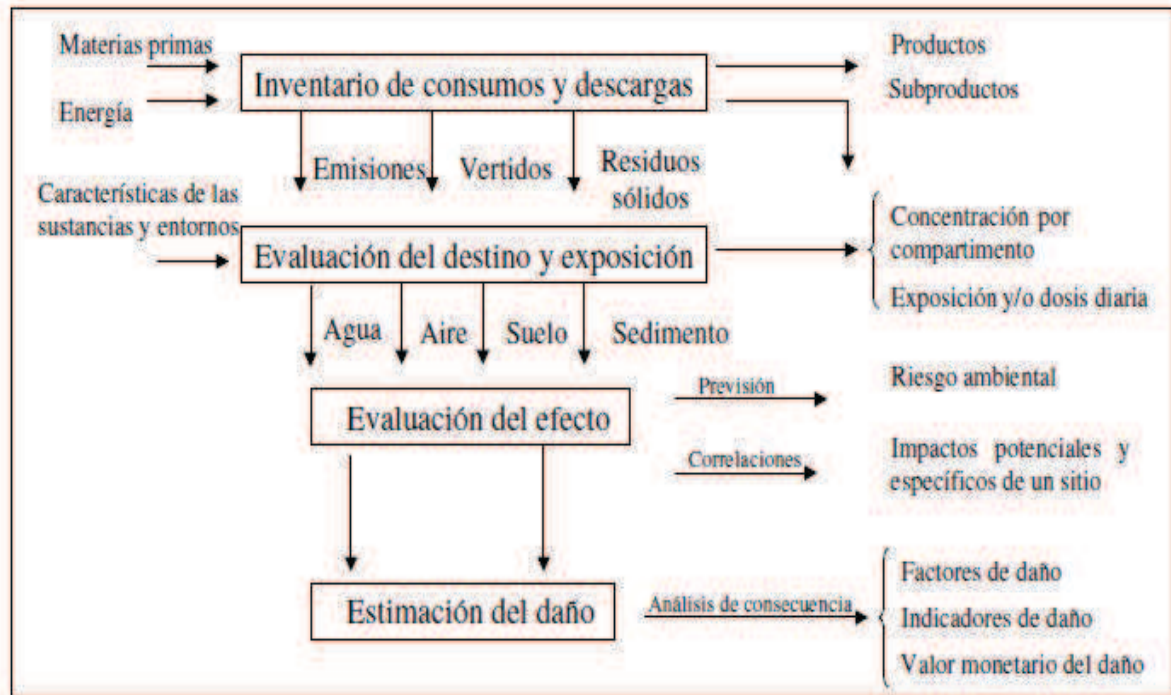 Materias primas
Energía
Inventario de consumos y descargas
Productos
Subproductos
Emisiones
Vertidos
Residuos
sólidos
Características de las
sustancias y entornos
Evaluación del destino y exposición
Concentración por
compartimento
Exposición y/o dosis diaria
Agua
Aire
Suelo
Sedimento
Evaluación del efecto
Previsión
Riesgo ambiental
Correlaciones
Impactos potenciales y
específicos de un sitio
Estimación del daño
Análisis de consecuencia
Factores de daño
Indicadores de daño
Valor monetario del daño